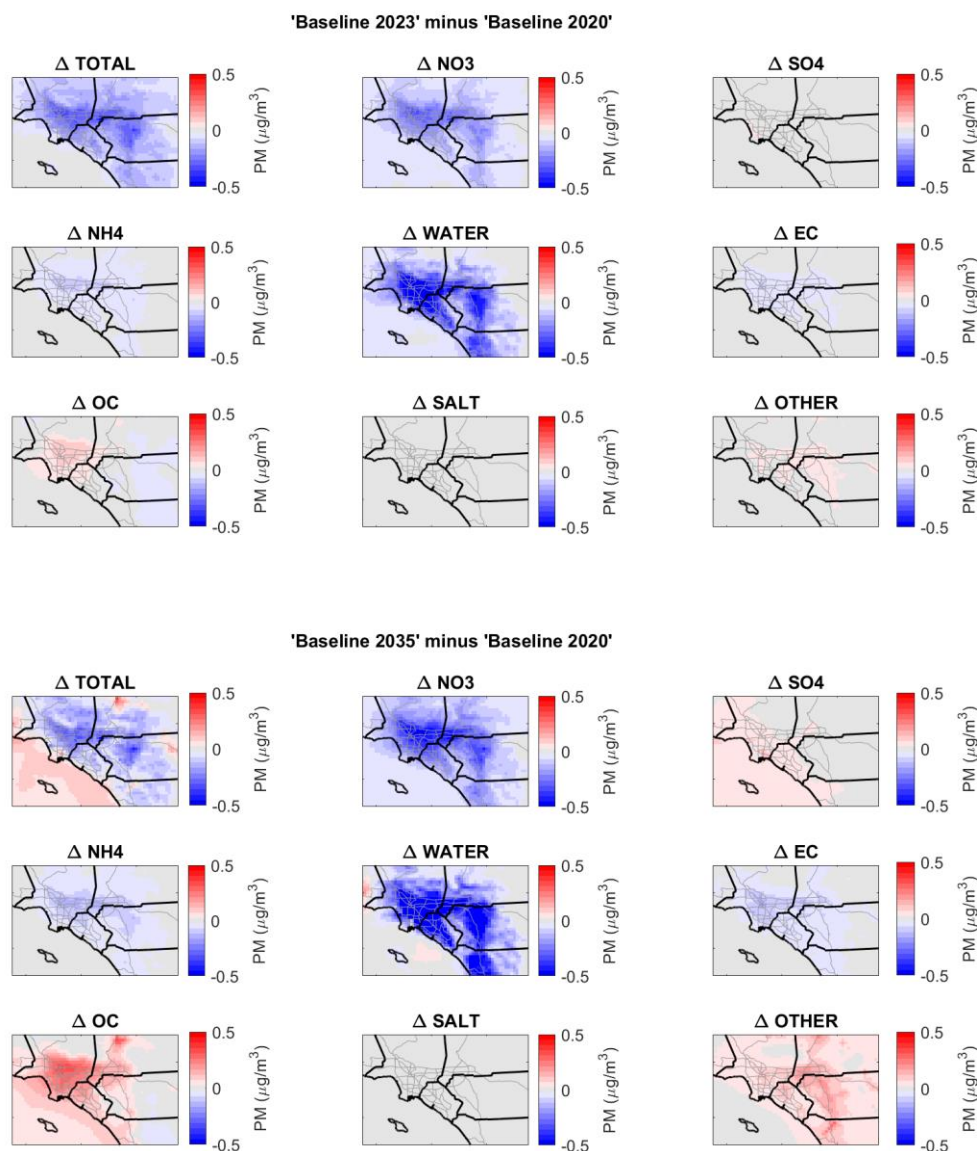 'Baseline 2023' minus 'Baseline 2020'
Δ TOTAL
0.5
0
-0.5
PM (μg/m³)
Δ NO3
0.5
0
-0.5
PM (μg/m³)
Δ SO4
0.5
0
-0.5
PM (μg/m³)
Δ NH4
0.5
0
-0.5
PM (μg/m³)
Δ WATER
0.5
0
-0.5
PM (μg/m³)
Δ EC
0.5
0
-0.5
PM (μg/m³)
Δ OC
0.5
0
-0.5
PM (μg/m³)
Δ SALT
0.5
0
-0.5
PM (μg/m³)
Δ OTHER
0.5
0
-0.5
PM (μg/m³)
'Baseline 2035' minus 'Baseline 2020'
Δ TOTAL
0.5
0
-0.5
PM (μg/m³)
Δ NO3
0.5
0
-0.5
PM (μg/m³)
Δ SO4
0.5
0
-0.5
PM (μg/m³)
Δ NH4
0.5
0
-0.5
PM (μg/m³)
Δ WATER
0.5
0
-0.5
PM (μg/m³)
Δ EC
0.5
0
-0.5
PM (μg/m³)
Δ OC
0.5
0
-0.5
PM (μg/m³)
Δ SALT
0.5
0
-0.5
PM (μg/m³)
Δ OTHER
0.5
0
-0.5
PM (μg/m³)